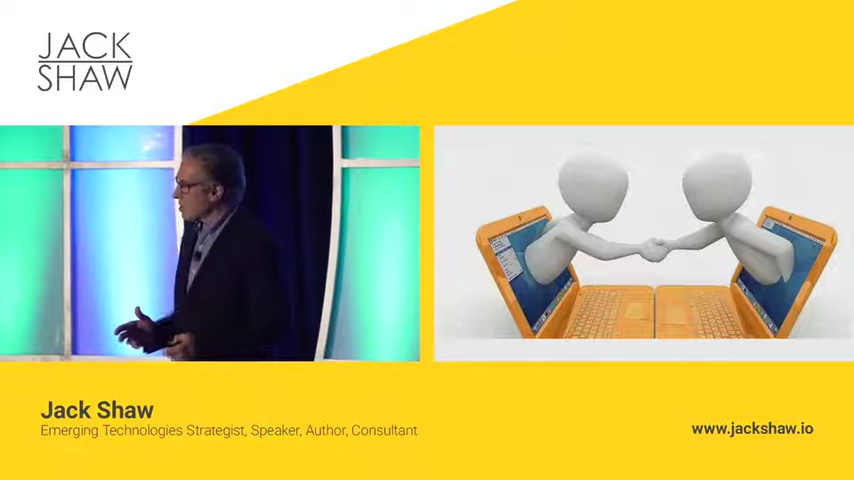 JACK
SHAW
Jack Shaw
Emerging Technologies Strategist, Speaker, Author, Consultant
www.jackshaw.io